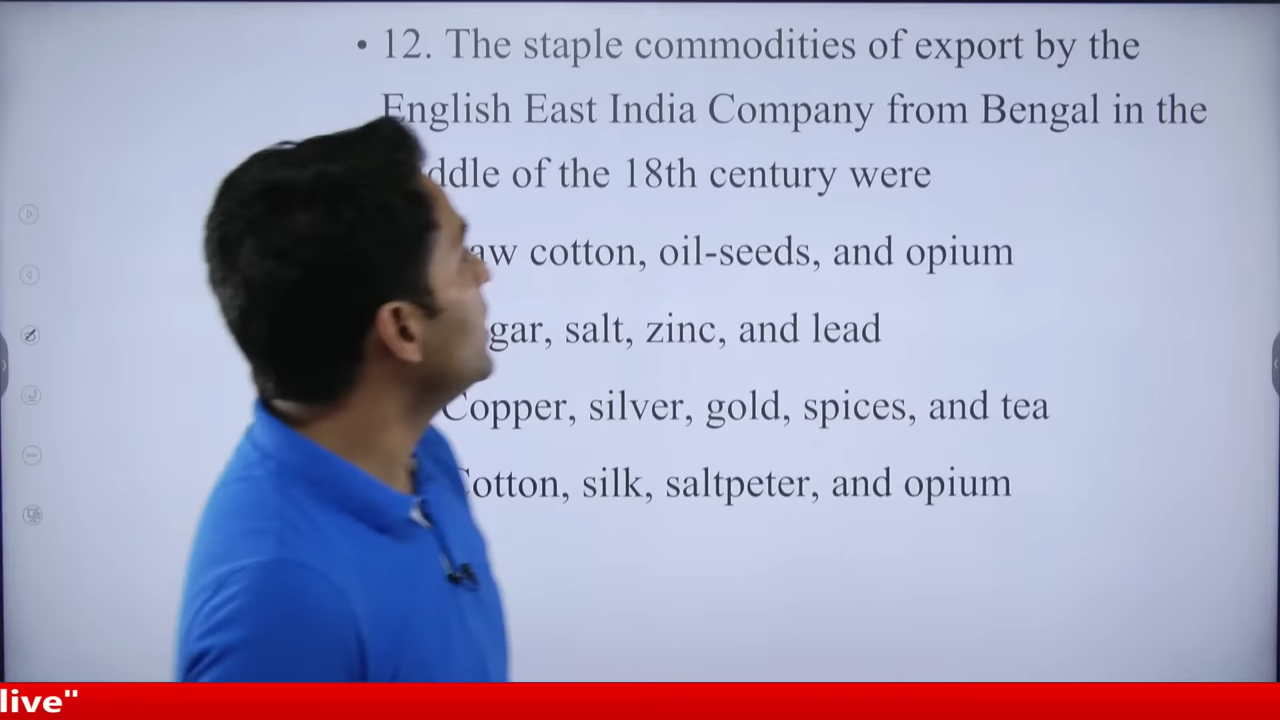 • 12. The staple commodities of export by the
English East India Company from Bengal in the
ddle of the 18th century were
aw cotton, oil-seeds, and opium
gar, salt, zinc, and lead
Copper, silver, gold, spices, and tea
Cotton, silk, saltpeter, and opium
live"